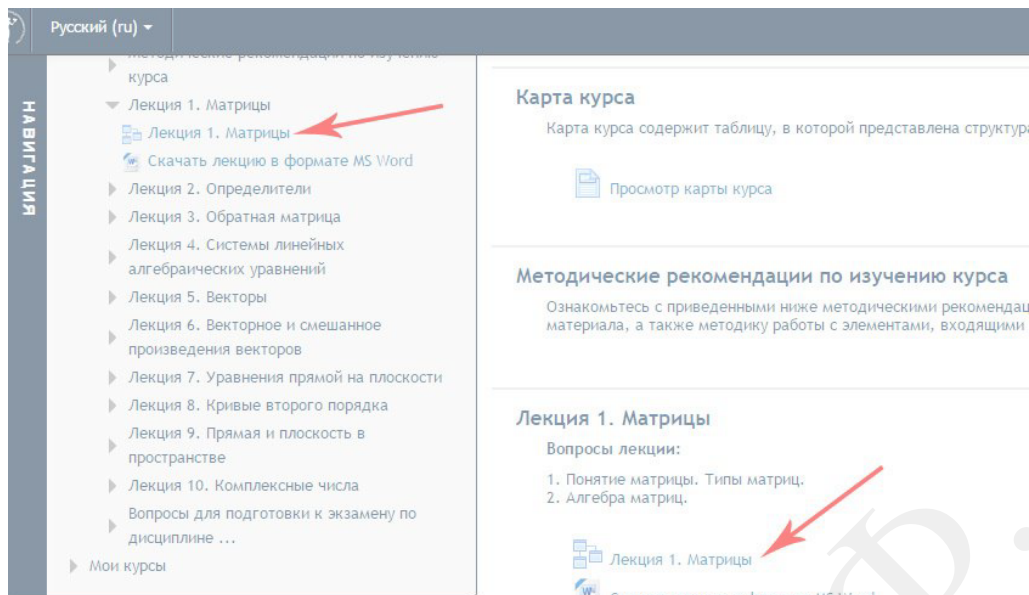 Русский (ru)
НАВИГАЦИЯ
Методические рекомендации по изучению
курса
Лекция 1. Матрицы
Лекция 1. Матрицы
Скачать лекцию в формате MS Word
Лекция 2. Определители
Лекция 3. Обратная матрица
Лекция 4. Системы линейных
алгебраических уравнений
Лекция 5. Векторы
Лекция 6. Векторное и смешанное
произведения векторов
Лекция 7. Уравнения прямой на плоскости
Лекция 8. Кривые второго порядка
Лекция 9. Прямая и плоскость в
пространстве
Лекция 10. Комплексные числа
Вопросы для подготовки к экзамену по
дисциплине ...
Мои курсы
Карта курса
Карта курса содержит таблицу, в которой представлена структура
Просмотр карты курса
Методические рекомендации по изучению курса
Ознакомьтесь с приведенными ниже методическими рекомендац
материала, а также методику работы с элементами, входящими
Лекция 1. Матрицы
Вопросы лекции:
1. Понятие матрицы. Типы матриц.
2. Алгебра матриц.
Лекция 1. Матрицы